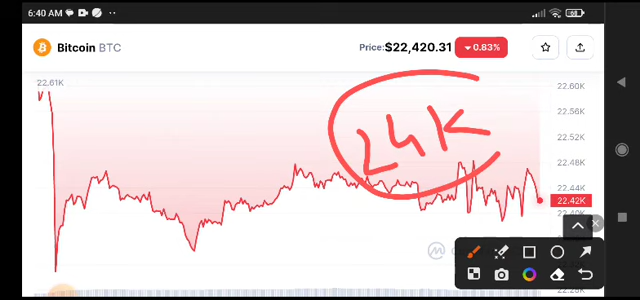 6:40 AM
Bitcoin BTC
Price: $22,420.31 0.83%
22.61K
22.60K
22.56K
22.52K
24K
22.48K
22.44K
22.42K
22.40K